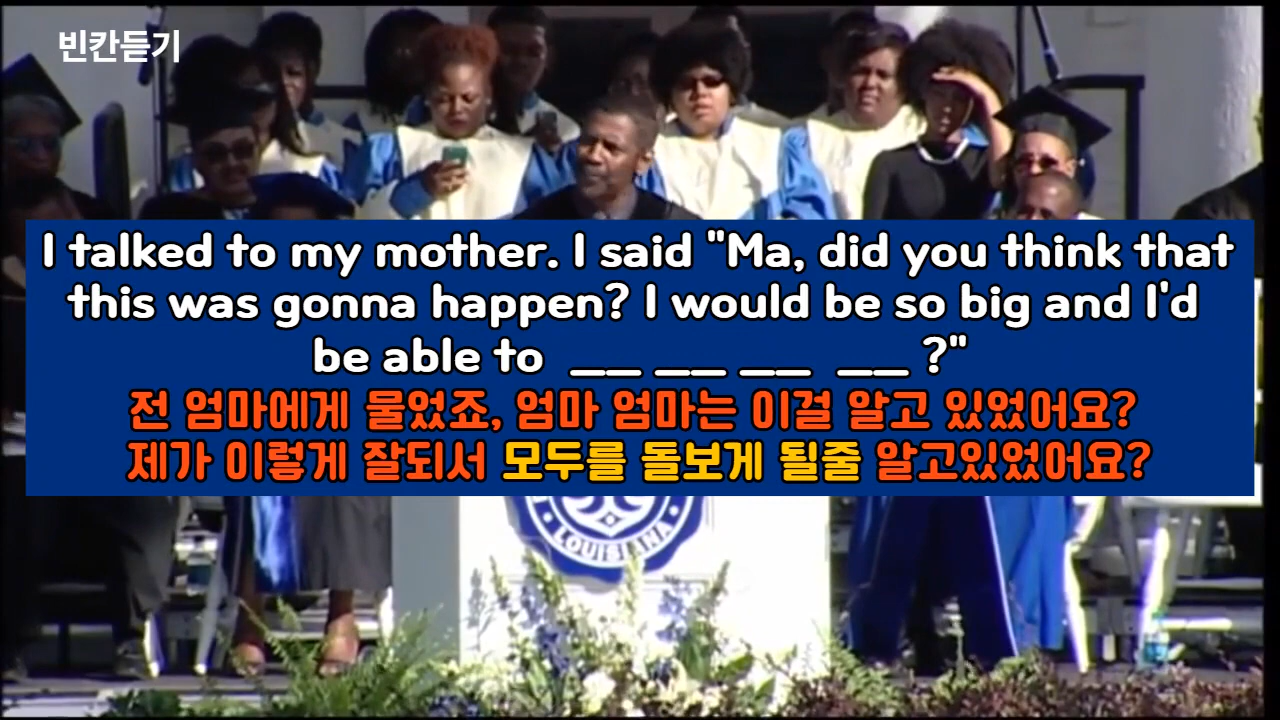 빈칸듣기
I talked to my mother. I said "Ma, did you think that
this was gonna happen? I would be so big and I'd
be able to __ __ __ __ ?"
전 엄마에게 물었죠, 엄마 엄마는 이걸 알고 있었어요?
제가 이렇게 잘되서 모두를 돌보게 될줄 알고있었어요?
LOUISIANA